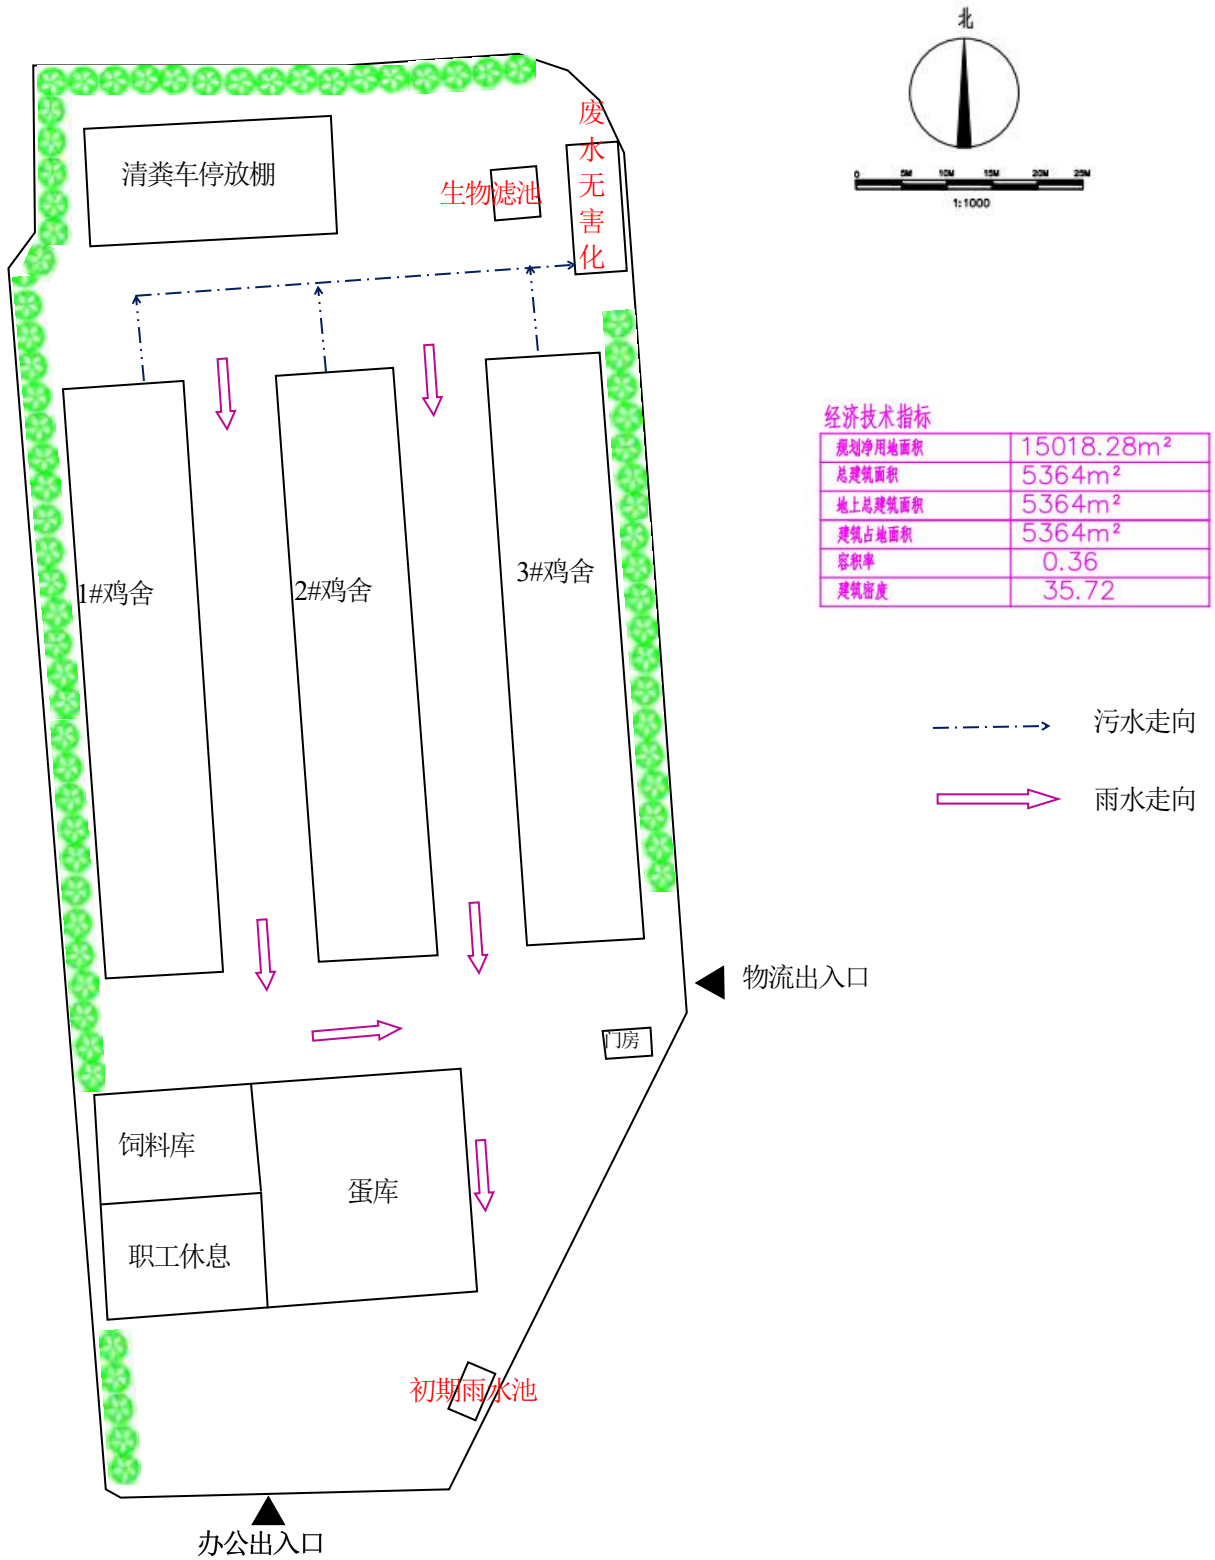 北
0 5M 10M 15M 20M 25M
1:1000
废水无害化
清粪车停放棚
生物滤池
经济技术指标
规划净用地面积 15018.28m²
总建筑面积 5364m²
地上总建筑面积 5364m²
建筑占地面积 5364m²
容积率 0.36
建筑密度 35.72
1#鸡舍
2#鸡舍
3#鸡舍
污水走向
雨水走向
物流出入口
门房
饲料库
蛋库
职工休息
初期雨水池
办公出入口